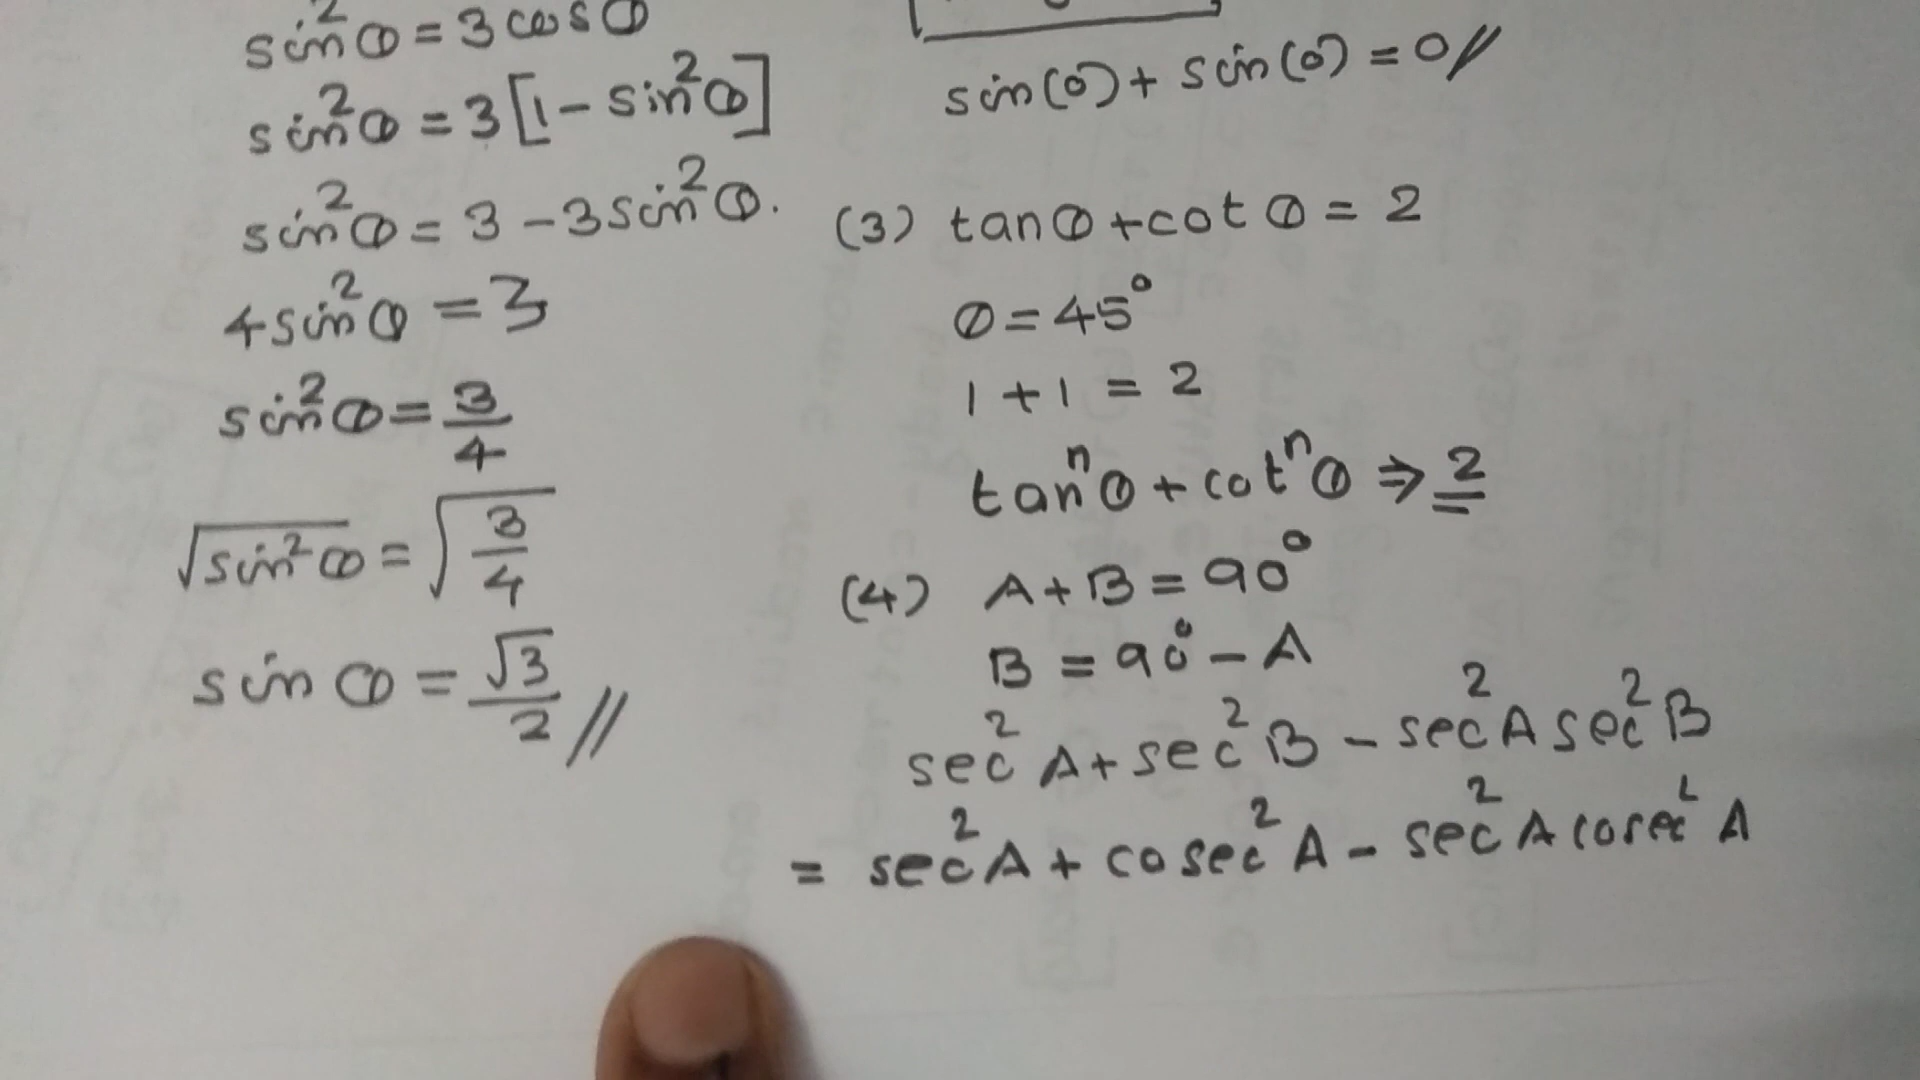 sin²θ = 3 cosθ
sin²θ = 3[1 - sin²θ]
sin²θ = 3 - 3sin²θ.
4sin²θ = 3
sin²θ = 3/4
√sin²θ = √3/4
sin θ = √3/2 //
sin(0) + sin(0) = 0//
(3) tanθ + cot θ = 2
θ = 45°
1 + 1 = 2
tanⁿθ + cotⁿθ ⇒ 2
(4) A + B = 90°
B = 90° - A
sec²A + sec²B - sec²A sec²B
= sec²A + cosec²A - sec²A cosec²A